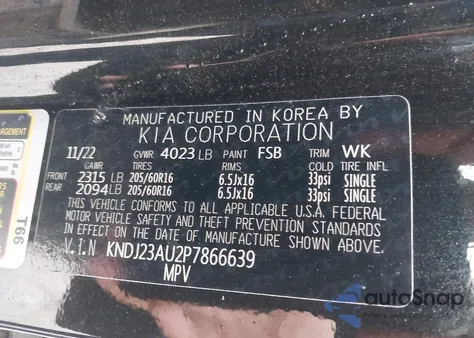 MANUFACTURED IN KOREA BY
KIA CORPORATION
11/22 GVWR 4023 LB PAINT FSB TRIM WK
GAWR TIRES RIMS COLD TIRE INFL
FRONT 2315 LB 205/60R16 6.5Jx16 33psi SINGLE
REAR 2094 LB 205/60R16 6.5Jx16 33psi SINGLE
THIS VEHICLE CONFORMS TO ALL APPLICABLE U.S.A. FEDERAL
MOTOR VEHICLE SAFETY AND THEFT PREVENTION STANDARDS
IN EFFECT ON THE DATE OF MANUFACTURE SHOWN ABOVE.
V.I.N KNDJ23AU2P7866639
MPV
T66
autoSnap